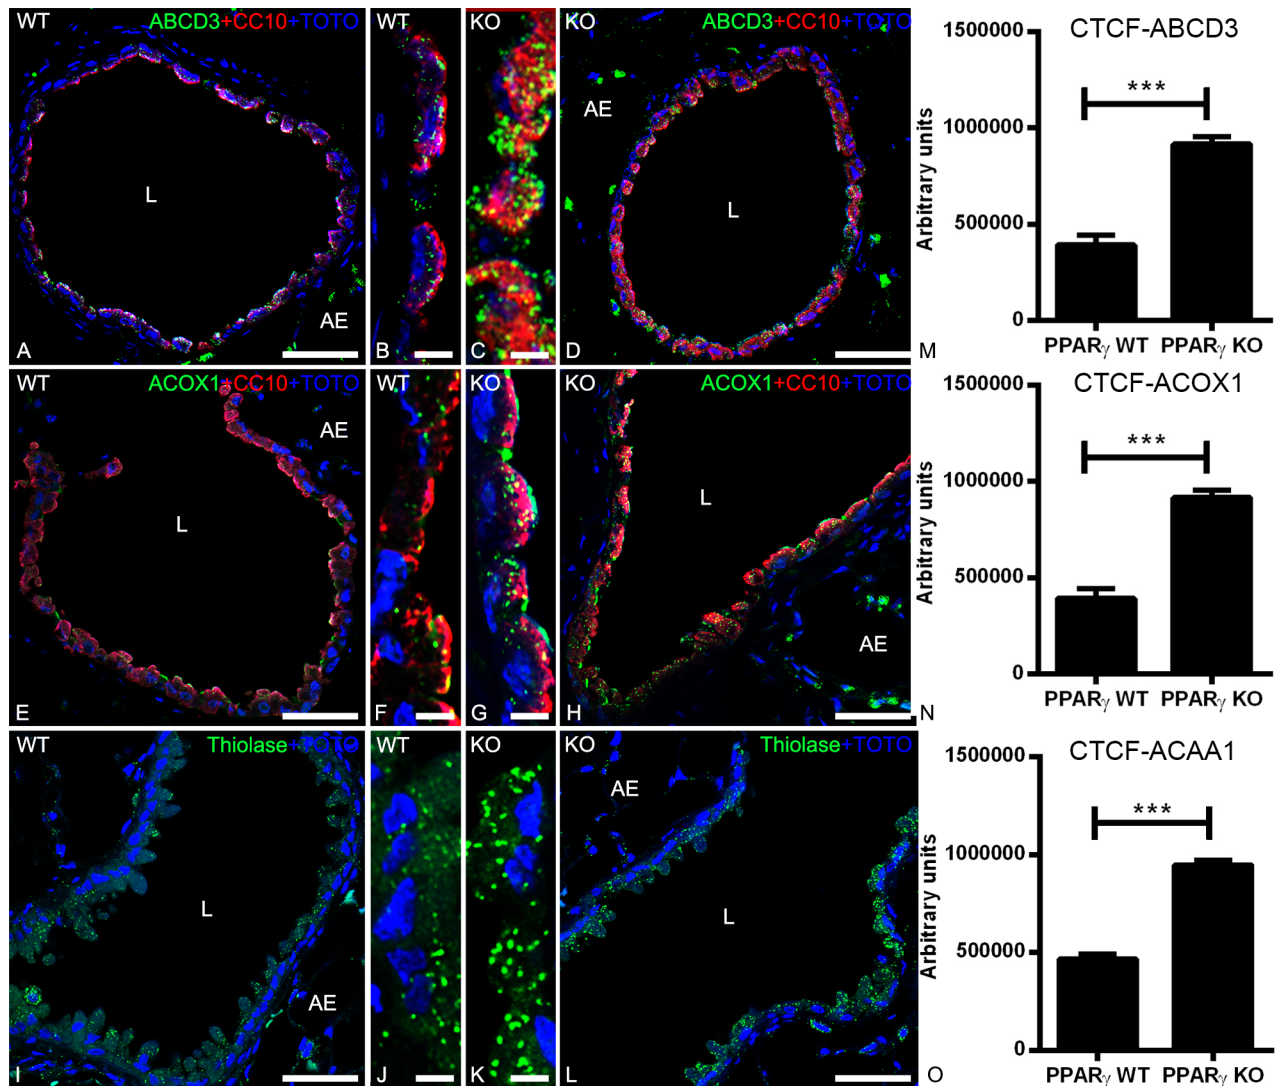 WT ABCD3+CC10+TOTO
L
AE
A
WT
B
KO
C
KO ABCD3+CC10+TOTO
AE
L
D
M
CTCF-ABCD3
***
Arbitrary units
1500000
1000000
500000
0
PPARγ WT PPARγ KO
WT ACOX1+CC10+TOTO
AE
L
E
WT
F
KO
G
KO ACOX1+CC10+TOTO
L
AE
H
N
CTCF-ACOX1
***
Arbitrary units
1500000
1000000
500000
0
PPARγ WT PPARγ KO
WT Thiolase+TOTO
L
AE
I
WT
J
KO
K
KO Thiolase+TOTO
AE
L
L
O
CTCF-ACAA1
***
Arbitrary units
1500000
1000000
500000
0
PPARγ WT PPARγ KO